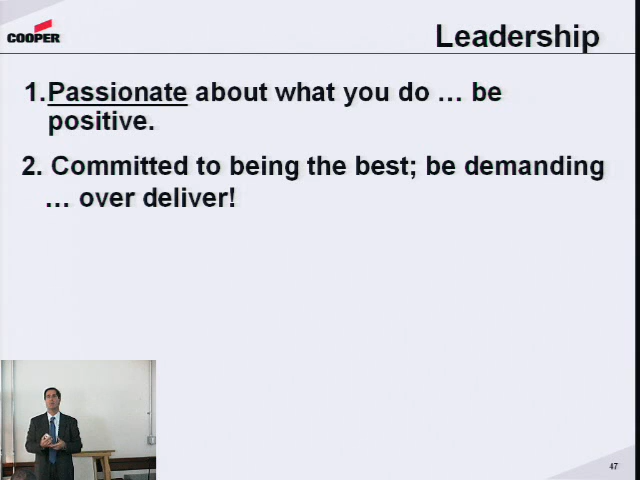 COOPER
Leadership
1.Passionate about what you do … be
positive.
2. Committed to being the best; be demanding
… over deliver!
47